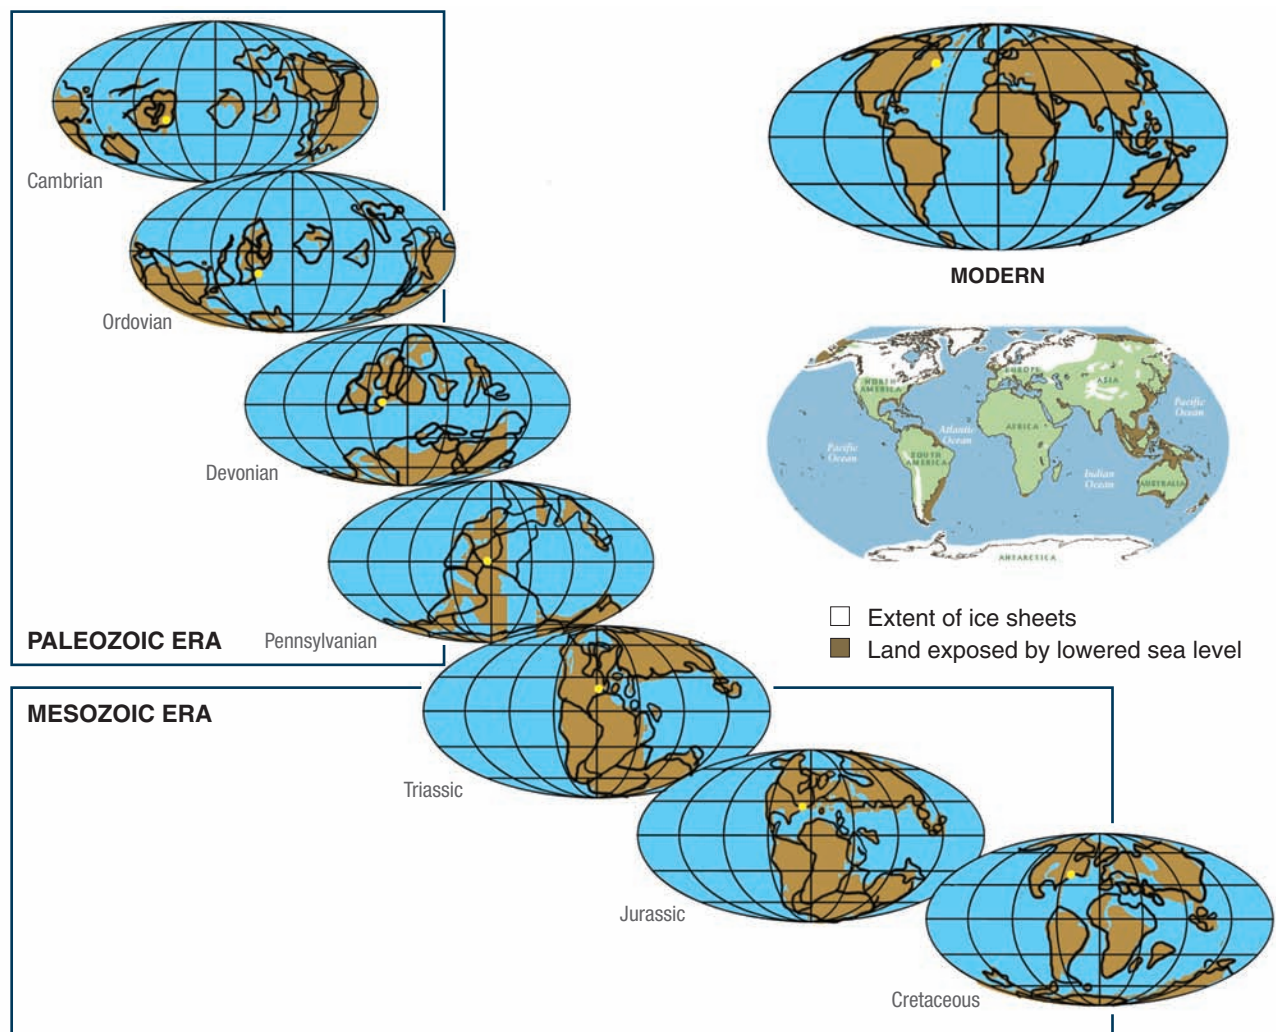 Cambrian
Ordovian
Devonian
Pennsylvanian
PALEOZOIC ERA
MESOZOIC ERA
Triassic
Jurassic
Cretaceous
MODERN
NORTH
AMERICA
EUROPE
ASIA
Pacific
Ocean
Atlantic
Ocean
AFRICA
Pacific
Ocean
SOUTH
AMERICA
Indian
Ocean
AUSTRALIA
ANTARCTICA
Extent of ice sheets
Land exposed by lowered sea level